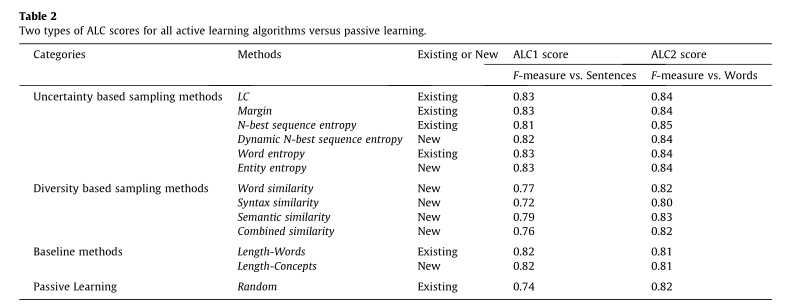 Table 2
Two types of ALC scores for all active learning algorithms versus passive learning.
Categories Methods Existing or New ALC1 score ALC2 score
F-measure vs. Sentences F-measure vs. Words
Uncertainty based sampling methods LC Existing 0.83 0.84
Margin Existing 0.83 0.84
N-best sequence entropy Existing 0.81 0.85
Dynamic N-best sequence entropy New 0.82 0.84
Word entropy Existing 0.83 0.84
Entity entropy New 0.83 0.84
Diversity based sampling methods Word similarity New 0.77 0.82
Syntax similarity New 0.72 0.80
Semantic similarity New 0.79 0.83
Combined similarity New 0.76 0.82
Baseline methods Length-Words Existing 0.82 0.81
Length-Concepts New 0.82 0.81
Passive Learning Random Existing 0.74 0.82